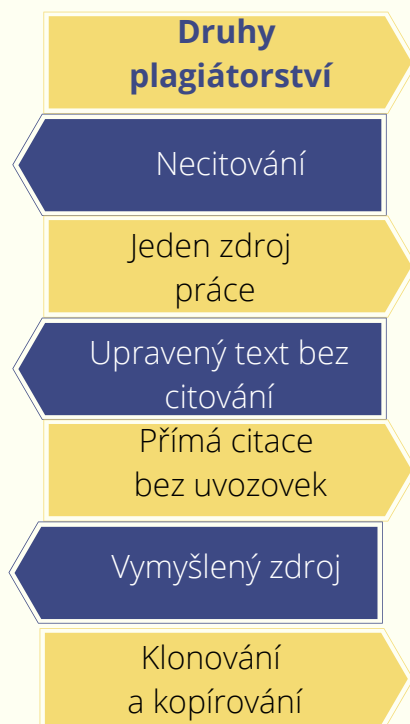 Druhy
plagiátorství
Necitování
Jeden zdroj
práce
Upravený text bez
citování
Přímá citace
bez uvozovek
Vymyšlený zdroj
Klonování
a kopírování